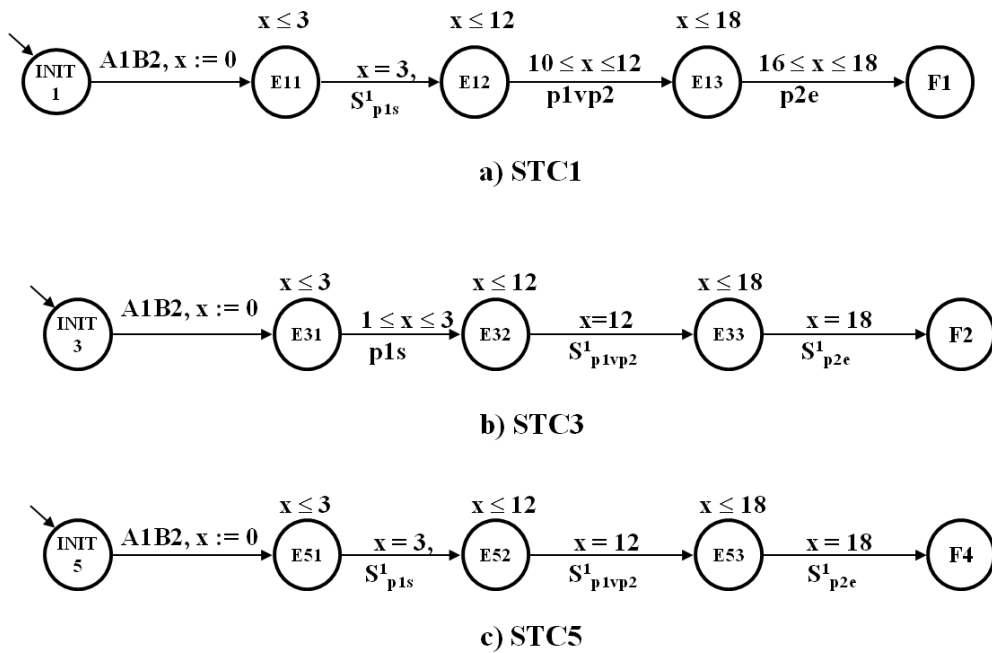 x ≤ 3 x ≤ 12 x ≤ 18
INIT 1 A1B2, x := 0 E11 x = 3, S¹p1s E12 10 ≤ x ≤12 p1vp2 E13 16 ≤ x ≤ 18 p2e F1
a) STC1
x ≤ 3 x ≤ 12 x ≤ 18
INIT 3 A1B2, x := 0 E31 1 ≤ x ≤ 3 p1s E32 x=12 S¹p1vp2 E33 x = 18 S¹p2e F2
b) STC3
x ≤ 3 x ≤ 12 x ≤ 18
INIT 5 A1B2, x := 0 E51 x = 3, S¹p1s E52 x = 12 S¹p1vp2 E53 x = 18 S¹p2e F4
c) STC5